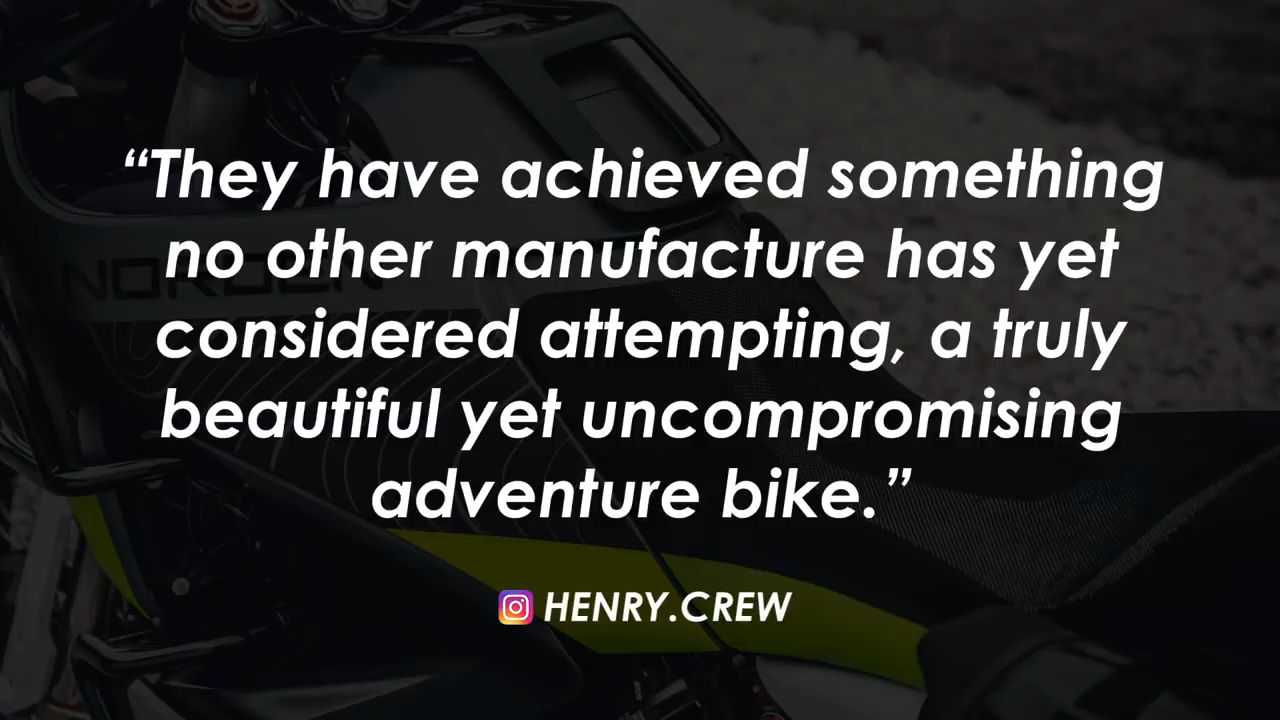 “They have achieved something
no other manufacture has yet
considered attempting, a truly
beautiful yet uncompromising
adventure bike.”
HENRY.CREW
NORDEN